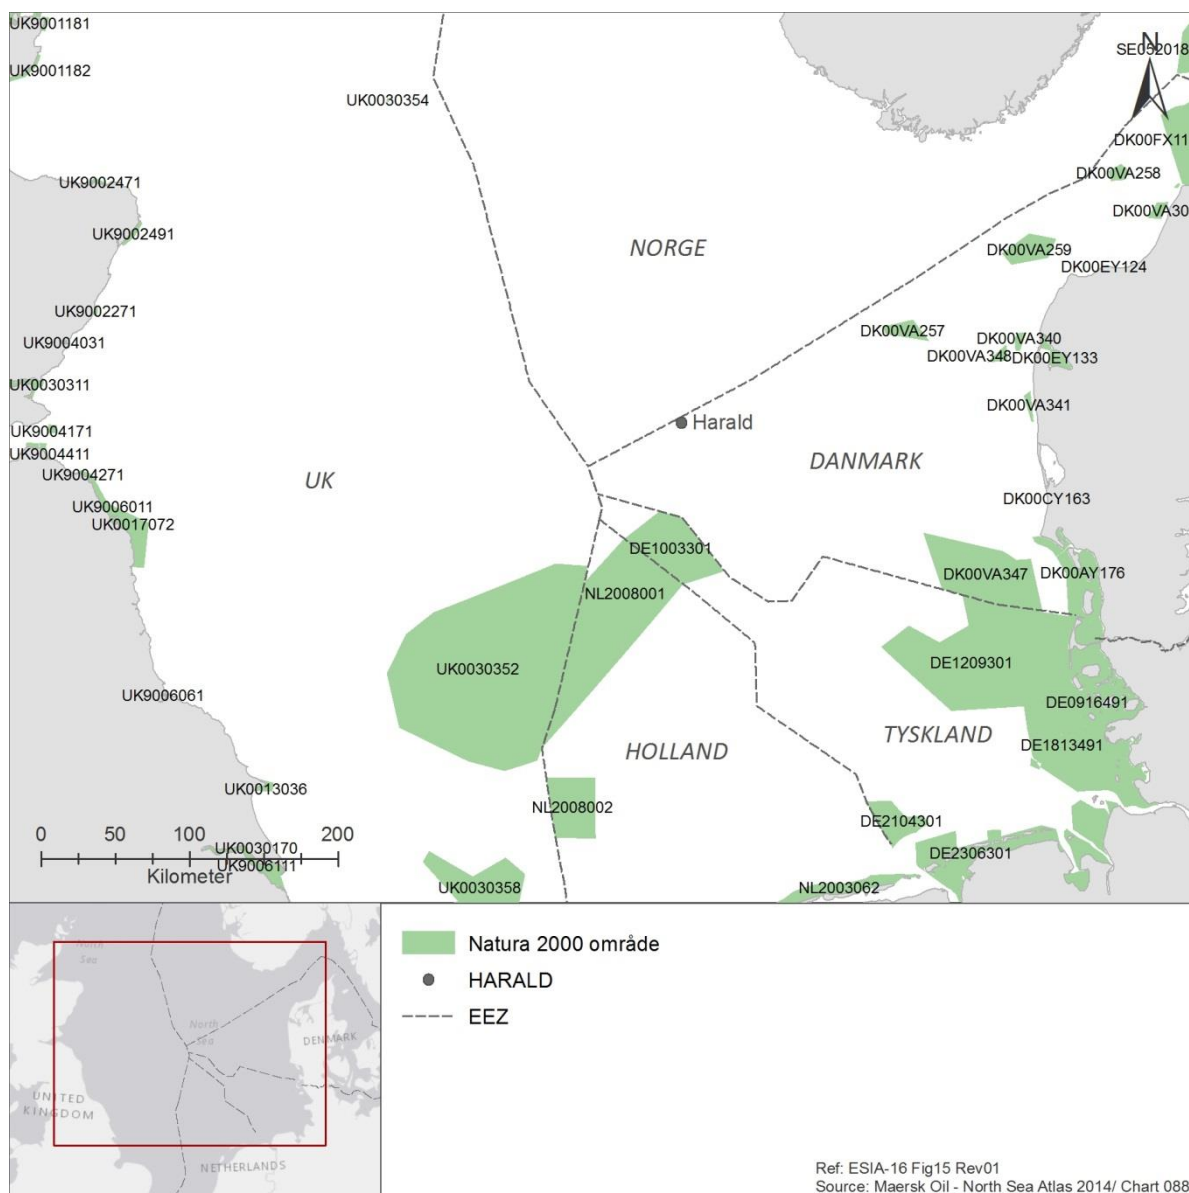 UK9001181
SE052018
UK9001182
N
UK0030354
DK00FX11
UK9002471
DK00VA258
DK00VA30
UK9002491
NORGE
DK00VA259
DK00EY124
UK9002271
DK00VA257
UK9004031
DK00VA340
DK00VA348
DK00EY133
UK0030311
DK00VA341
Harald
UK9004171
UK9004411
DANMARK
UK9004271
UK
DK00CY163
UK9006011
UK0017072
DE1003301
DK00VA347
DK00AY176
NL2008001
UK0030352
DE1209301
UK9006061
DE0916491
TYSKLAND
DE1813491
HOLLAND
UK0013036
NL2008002
DE2104301
0 50 100 200
UK0030170
DE2306301
UK9006111
Kilometer
UK0030358
NL2003062
North
Sea
North
Sea
DENMARK
UNITED
KINGDOM
NETHERLANDS
Natura 2000 område
HARALD
EEZ
Ref: ESIA-16 Fig15 Rev01
Source: Maersk Oil - North Sea Atlas 2014/ Chart 088